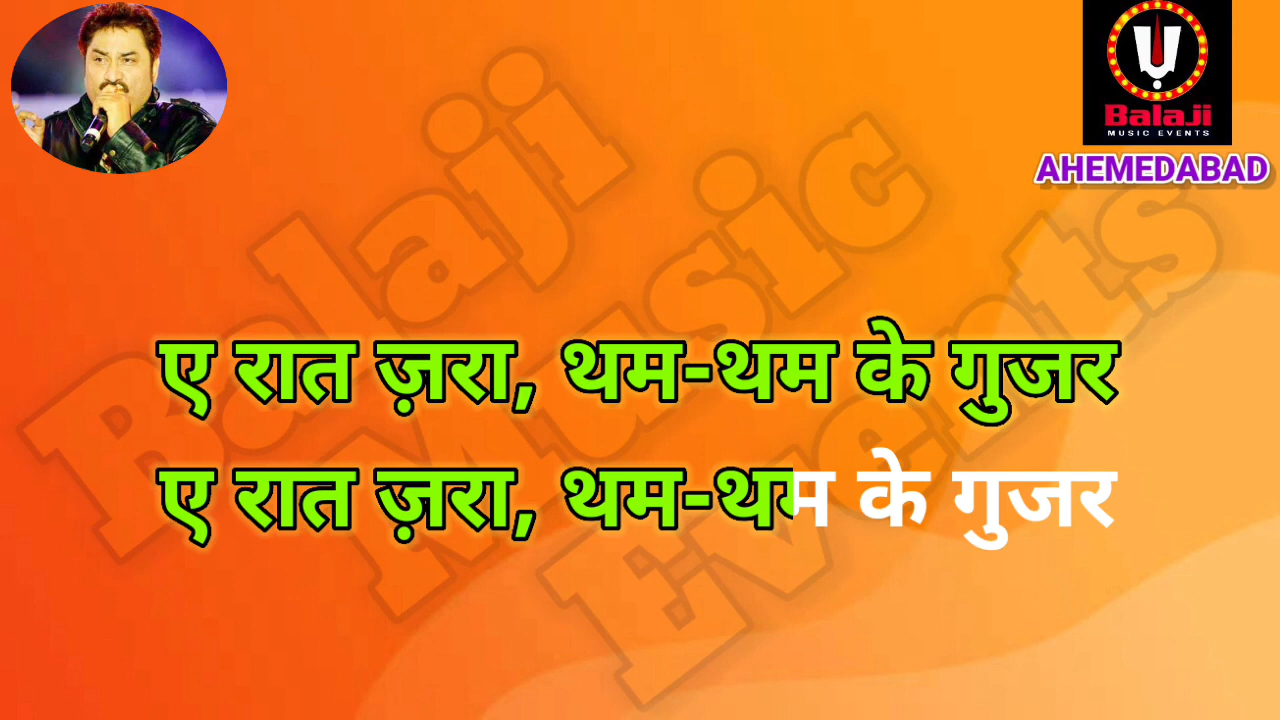 Balaji
MUSIC EVENTS
AHEMEDABAD
Balaji
Music
Events
ए रात ज़रा, थम-थम के गुजर
ए रात ज़रा, थम-थम के गुजर